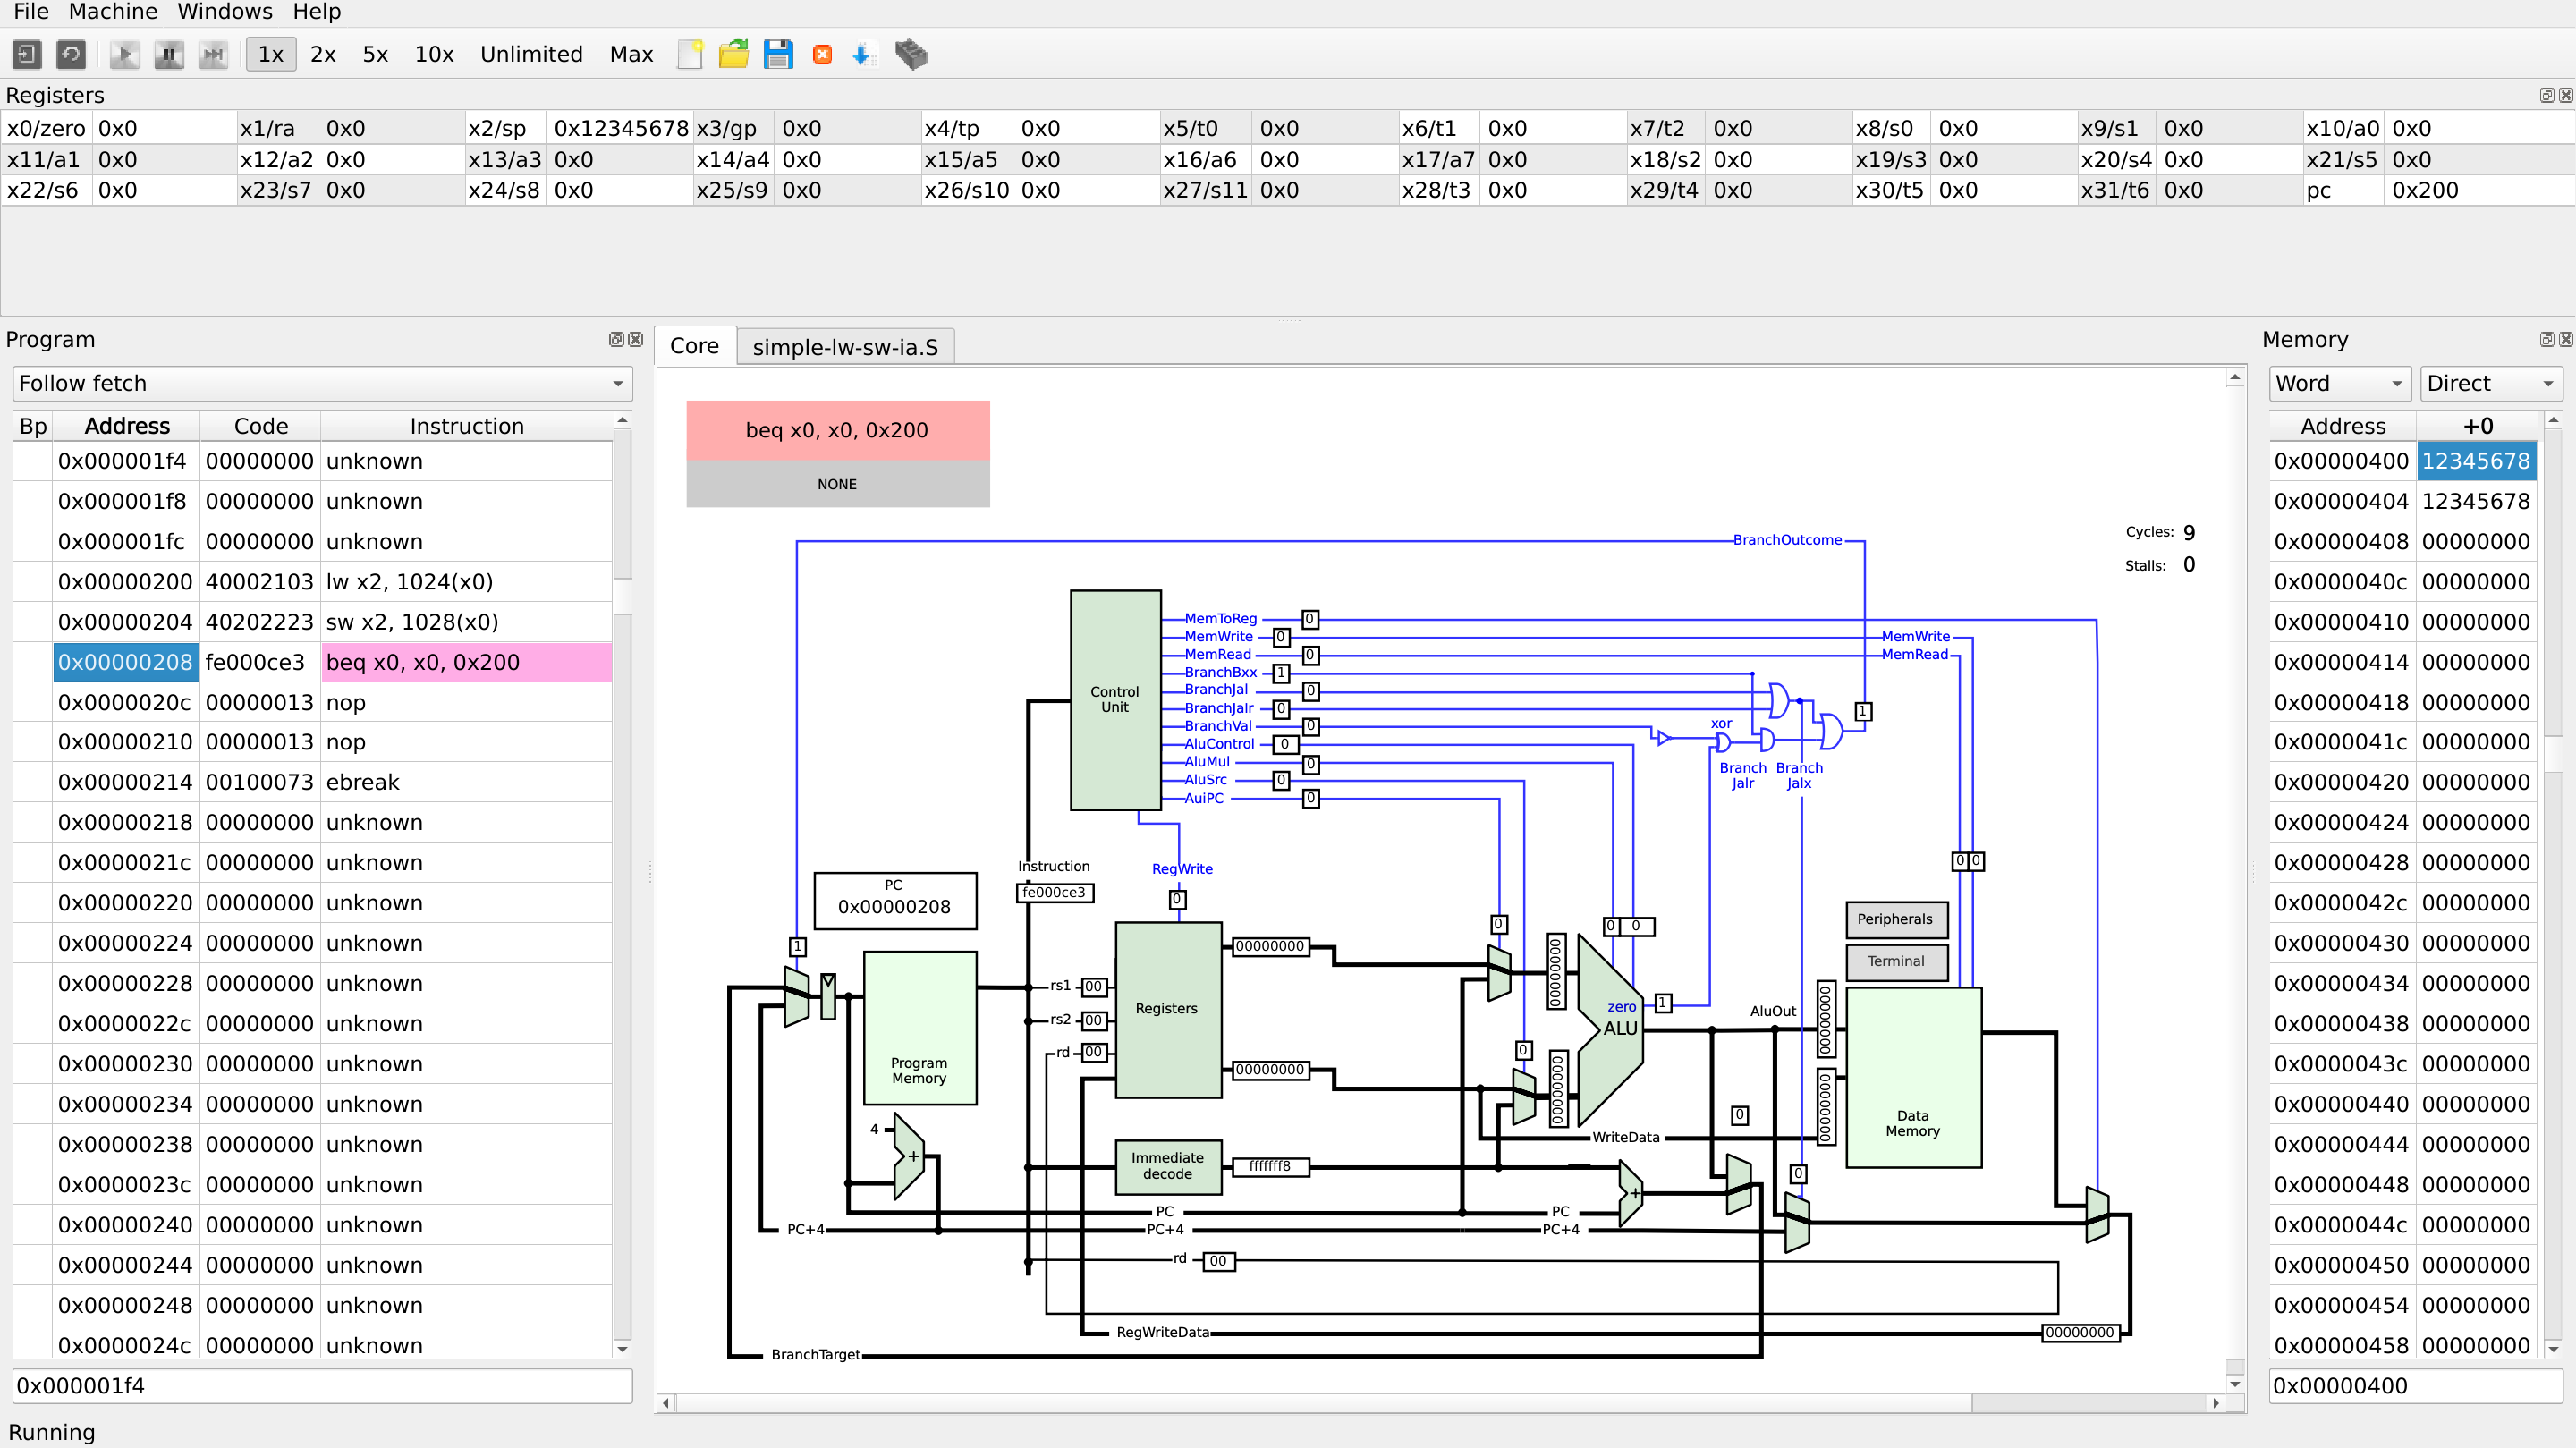 File Machine Windows Help
1x 2x 5x 10x Unlimited Max
Registers
x0/zero 0x0 x1/ra 0x0 x2/sp 0x12345678 x3/gp 0x0 x4/tp 0x0 x5/t0 0x0 x6/t1 0x0 x7/t2 0x0 x8/s0 0x0 x9/s1 0x0 x10/a0 0x0
x11/a1 0x0 x12/a2 0x0 x13/a3 0x0 x14/a4 0x0 x15/a5 0x0 x16/a6 0x0 x17/a7 0x0 x18/s2 0x0 x19/s3 0x0 x20/s4 0x0 x21/s5 0x0
x22/s6 0x0 x23/s7 0x0 x24/s8 0x0 x25/s9 0x0 x26/s10 0x0 x27/s11 0x0 x28/t3 0x0 x29/t4 0x0 x30/t5 0x0 x31/t6 0x0 pc 0x200
Program
Follow fetch
Bp Address Code Instruction
0x000001f4 00000000 unknown
0x000001f8 00000000 unknown
0x000001fc 00000000 unknown
0x00000200 40002103 lw x2, 1024(x0)
0x00000204 40202223 sw x2, 1028(x0)
0x00000208 fe000ce3 beq x0, x0, 0x200
0x0000020c 00000013 nop
0x00000210 00000013 nop
0x00000214 00100073 ebreak
0x00000218 00000000 unknown
0x0000021c 00000000 unknown
0x00000220 00000000 unknown
0x00000224 00000000 unknown
0x00000228 00000000 unknown
0x0000022c 00000000 unknown
0x00000230 00000000 unknown
0x00000234 00000000 unknown
0x00000238 00000000 unknown
0x0000023c 00000000 unknown
0x00000240 00000000 unknown
0x00000244 00000000 unknown
0x00000248 00000000 unknown
0x0000024c 00000000 unknown
0x000001f4
Running
Core simple-lw-sw-ia.S
beq x0, x0, 0x200
NONE
Cycles: 9
Stalls: 0
BranchOutcome
Control
Unit
MemToReg 0
MemWrite 0 MemWrite
MemRead 0 MemRead
BranchBxx 1
BranchJal 0
BranchJalr 0 1
BranchVal 0 xor
AluControl 0
AluMul 0
AluSrc 0
AuiPC 0
Branch
Jalr
Branch
Jalx
0 0
Instruction
fe000ce3
RegWrite
0
PC
0x00000208
1
Program
Memory
4
+
rs1 00
rs2 00
rd 00
Registers
00000000
00000000
Immediate
decode
fffffff8
0
0
00000000
00000000
0 0
zero 1
ALU
AluOut
WriteData
Peripherals
Terminal
00000000
00000000
Data
Memory
0
0
+
PC PC
PC+4 PC+4 PC+4
rd 00
RegWriteData 00000000
BranchTarget
Memory
Word Direct
Address +0
0x00000400 12345678
0x00000404 12345678
0x00000408 00000000
0x0000040c 00000000
0x00000410 00000000
0x00000414 00000000
0x00000418 00000000
0x0000041c 00000000
0x00000420 00000000
0x00000424 00000000
0x00000428 00000000
0x0000042c 00000000
0x00000430 00000000
0x00000434 00000000
0x00000438 00000000
0x0000043c 00000000
0x00000440 00000000
0x00000444 00000000
0x00000448 00000000
0x0000044c 00000000
0x00000450 00000000
0x00000454 00000000
0x00000458 00000000
0x00000400